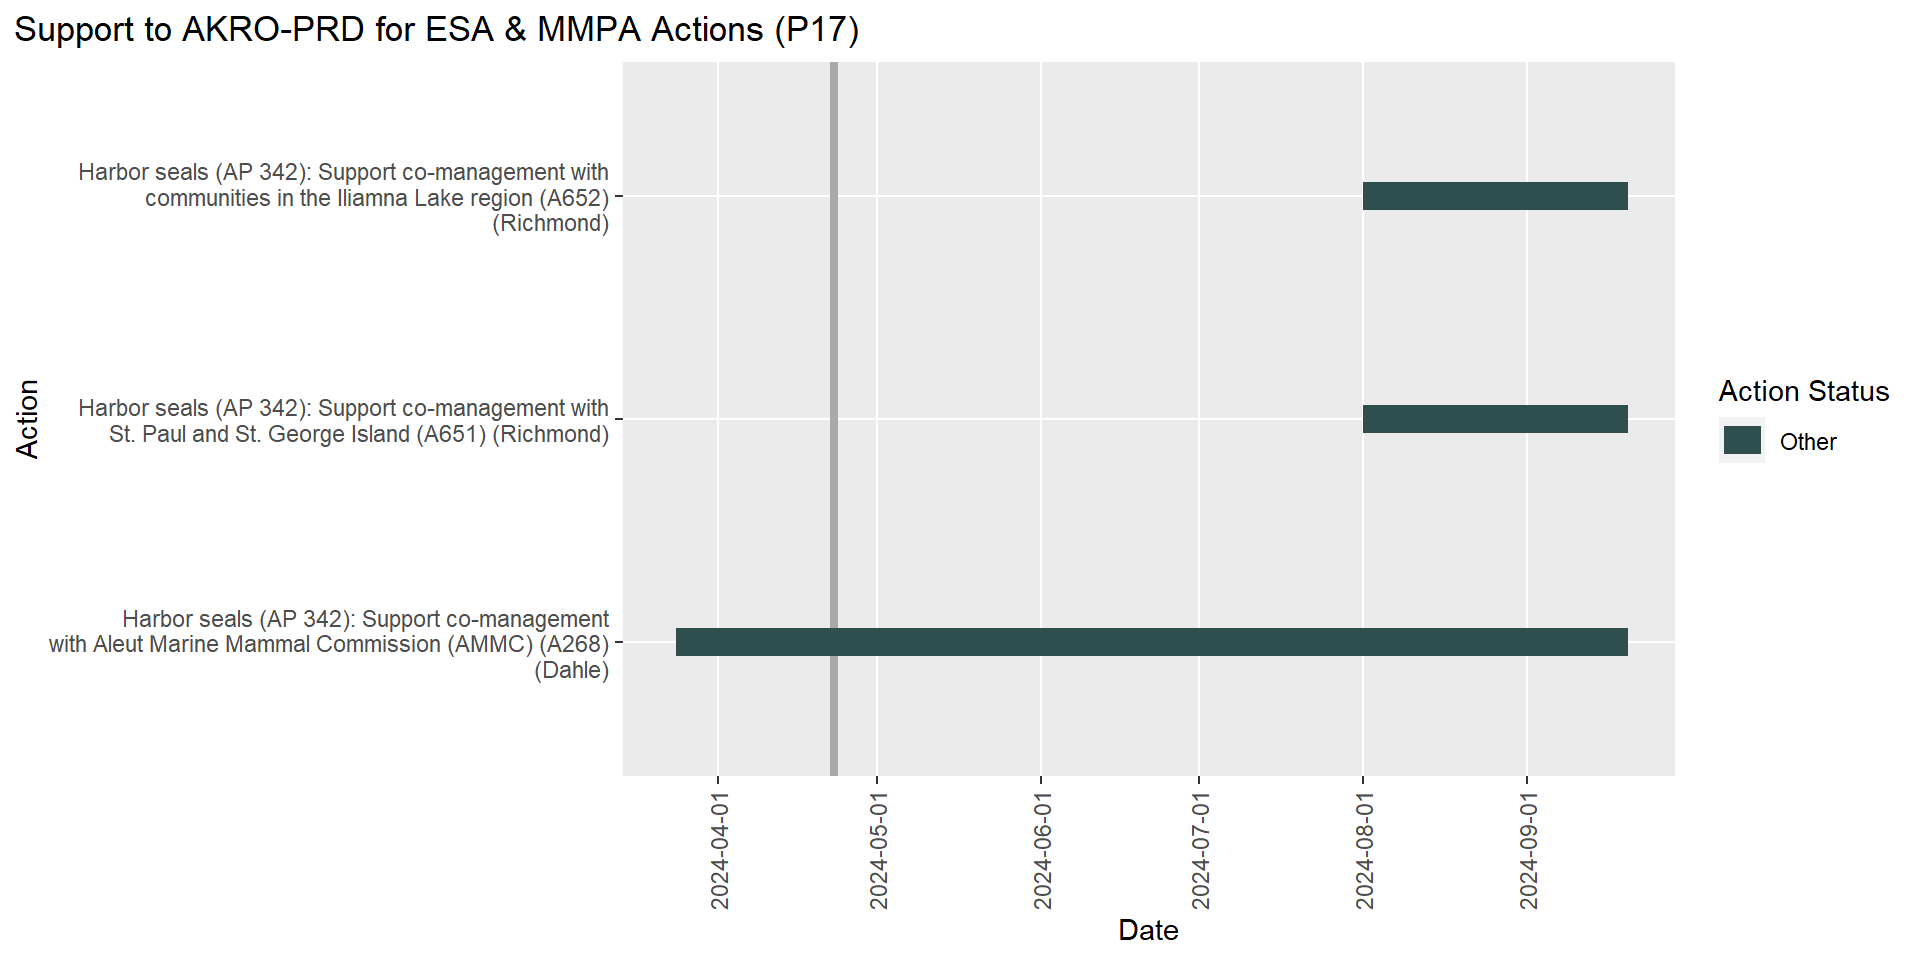 Support to AKRO-PRD for ESA & MMPA Actions (P17)
Action
Harbor seals (AP 342): Support co-management with
communities in the Iliamna Lake region (A652)
(Richmond)
Harbor seals (AP 342): Support co-management with
St. Paul and St. George Island (A651) (Richmond)
Harbor seals (AP 342): Support co-management
with Aleut Marine Mammal Commission (AMMC) (A268)
(Dahle)
2024-04-01
2024-05-01
2024-06-01
2024-07-01
2024-08-01
2024-09-01
Date
Action Status
Other